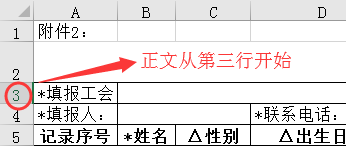 A B C D
1 附件2：
正文从第三行开始
2
3 *填报工会
4 *填报人： *联系电话：
5 记录序号 *姓名 △性别 △出生日